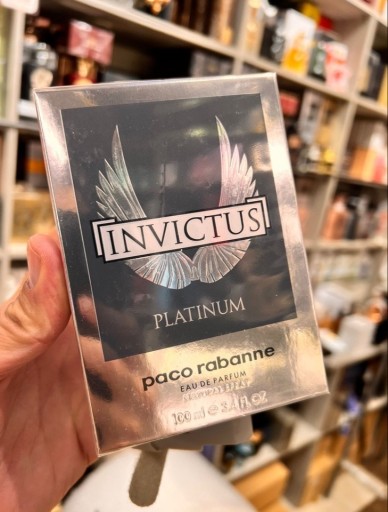 INVICTUS
PLATINUM
paco rabanne
EAU DE PARFUM
100 ml e 3.4 fl oz